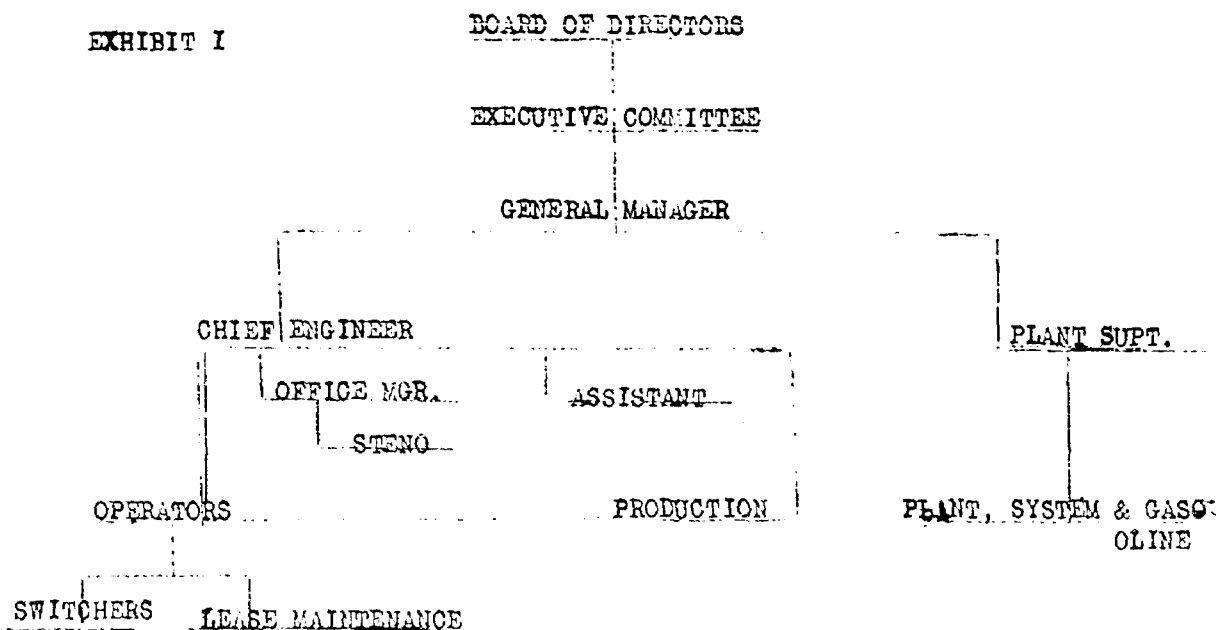 EXHIBIT I
BOARD OF DIRECTORS
EXECUTIVE COMMITTEE
GENERAL MANAGER
CHIEF ENGINEER
PLANT SUPT.
OFFICE MGR.
ASSISTANT
STENO
OPERATORS
PRODUCTION
PLANT, SYSTEM & GASO-
OLINE
SWITCHERS
LEASE MAINTENANCE